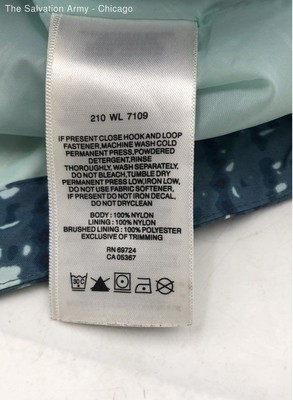 The Salvation Army - Chicago
210 WL 7109
IF PRESENT CLOSE HOOK AND LOOP
FASTENER,MACHINE WASH COLD
PERMANENT PRESS,POWDERED
DETERGENT,RINSE
THOROUGHLY,WASH SEPARATELY,
DO NOT BLEACH,TUMBLE DRY
PERMANENT PRESS LOW,IRON LOW,
DO NOT USE FABRIC SOFTENER,
IF PRESENT DO NOT IRON DECAL,
DO NOT DRYCLEAN
BODY : 100% NYLON
LINING : 100% NYLON
BRUSHED LINING : 100% POLYESTER
EXCLUSIVE OF TRIMMING
RN 69724
CA 05367
30 C